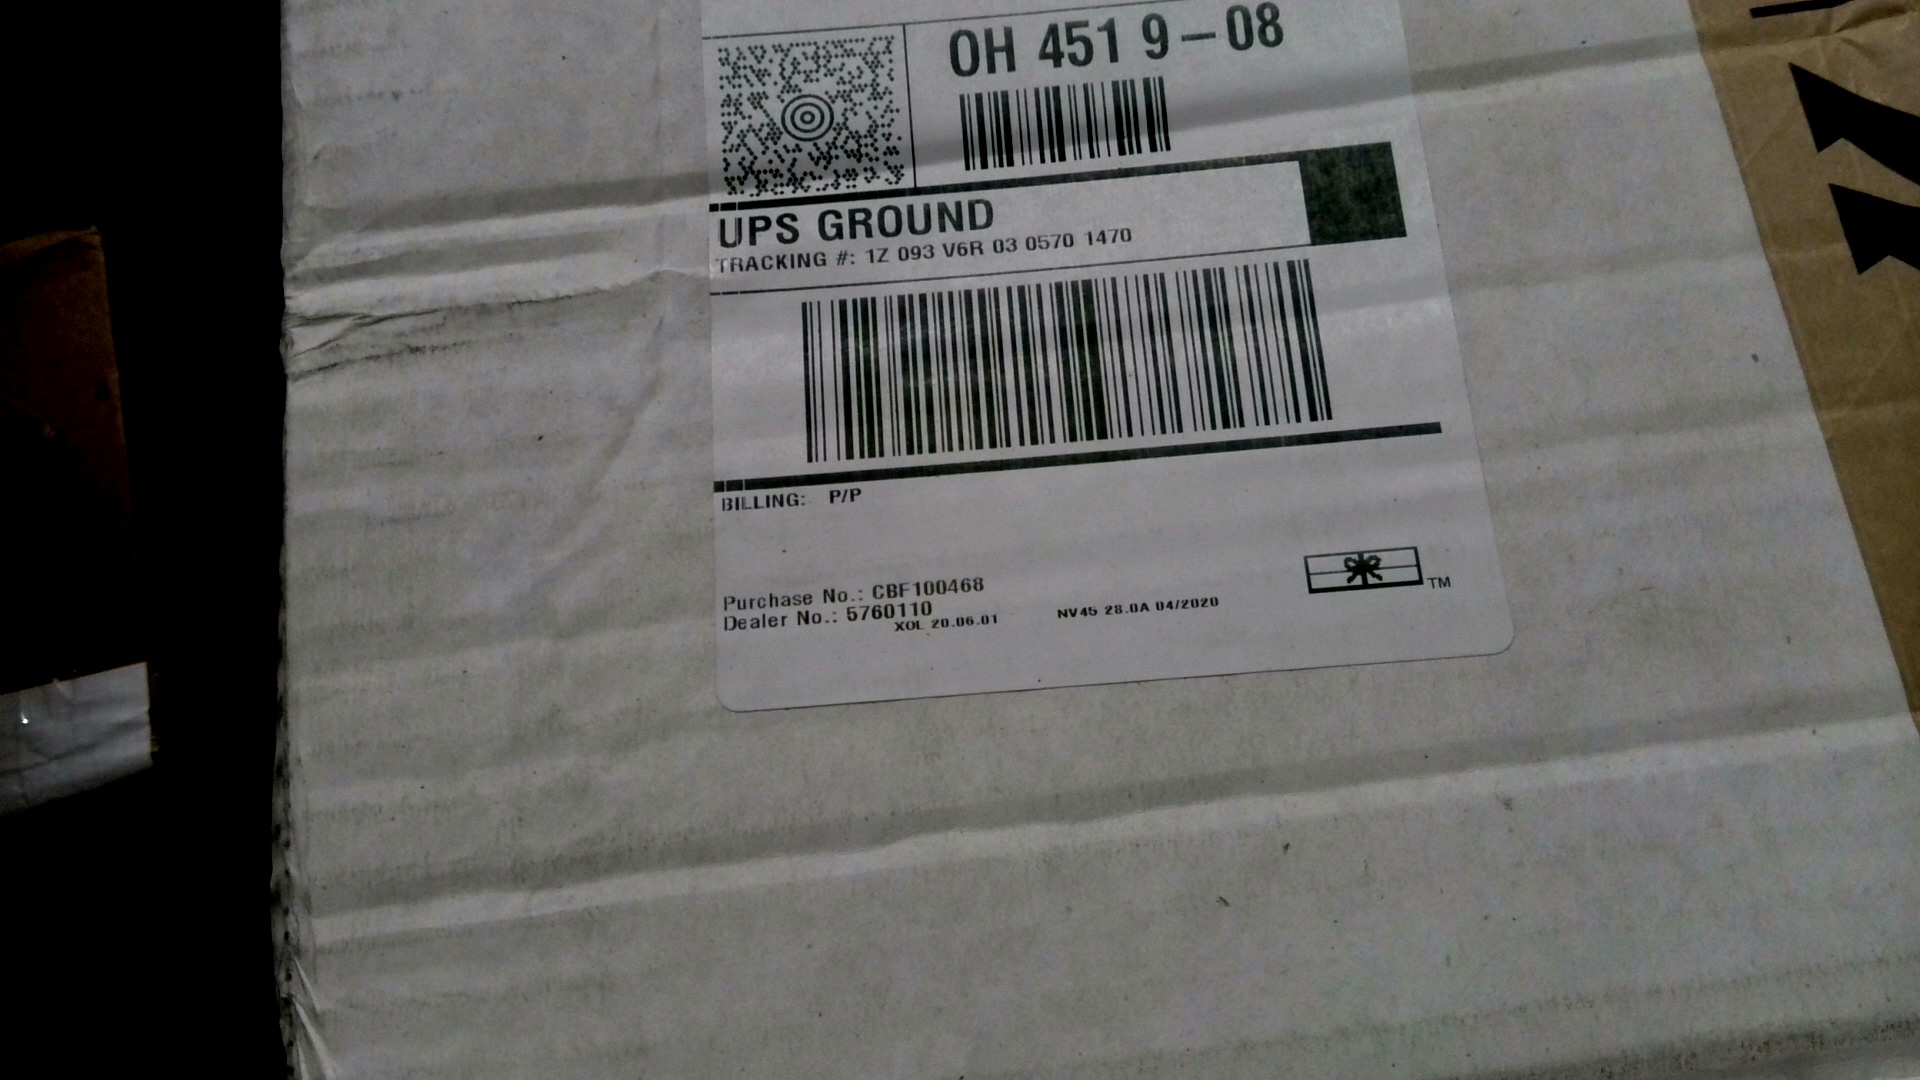 OH 451 9-08
UPS GROUND
TRACKING #: 1Z 093 V6R 03 0570 1470
BILLING: P/P
Purchase No.: CBF100468
Dealer No.: 5760110
XOL 20.06.01
NV45 28.0A 04/2020
TM